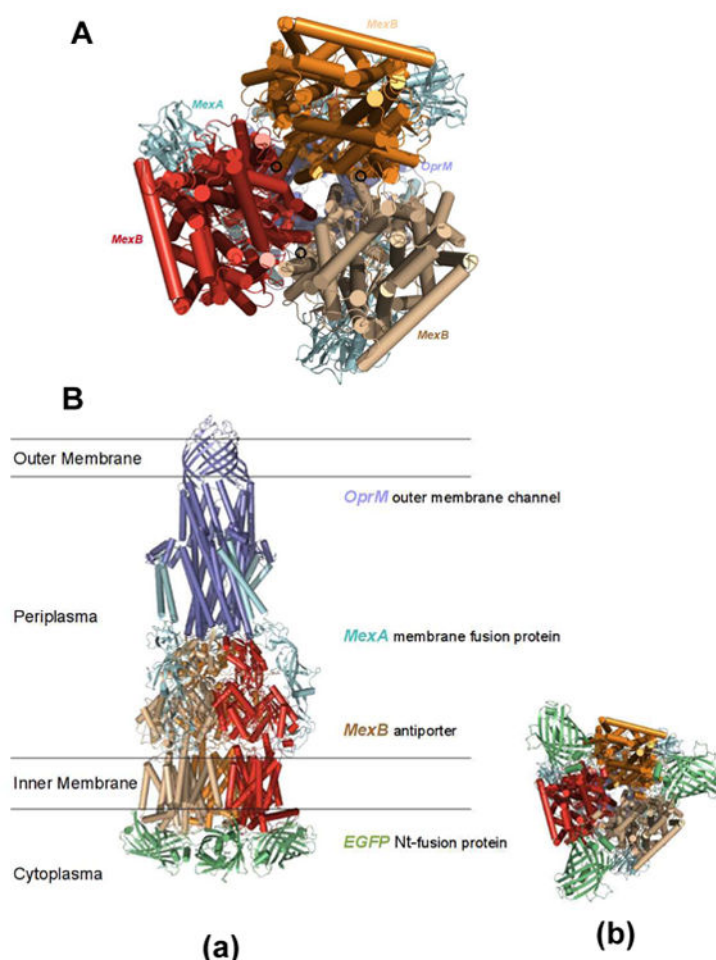 A
MexB
MexA
OprM
MexB
MexB
B
Outer Membrane
OprM outer membrane channel
Periplasma
MexA membrane fusion protein
MexB antiporter
Inner Membrane
EGFP Nt-fusion protein
Cytoplasma
(a)
(b)